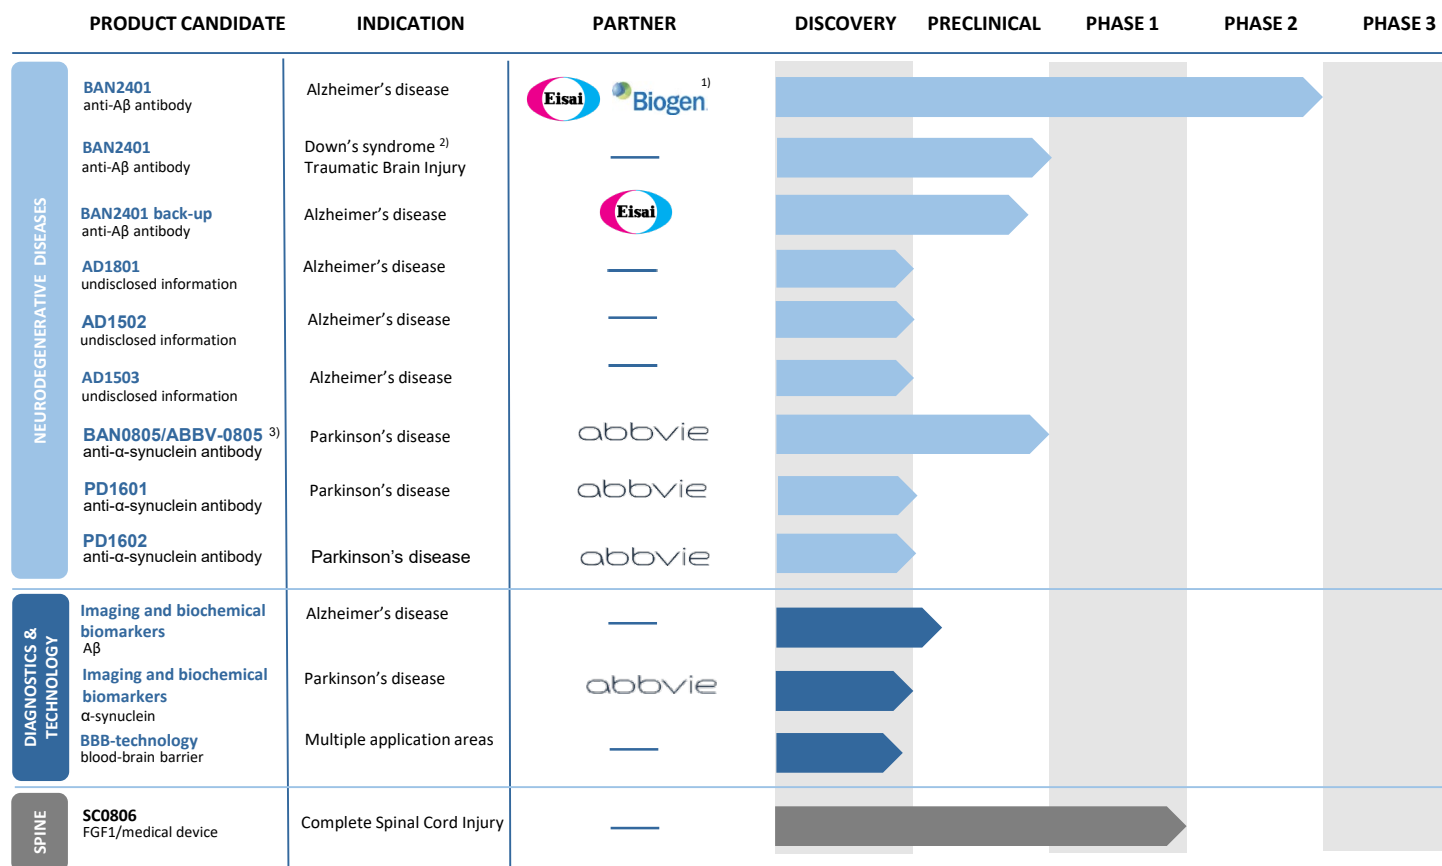 PRODUCT CANDIDATE INDICATION PARTNER DISCOVERY PRECLINICAL PHASE 1 PHASE 2 PHASE 3
NEURODEGENERATIVE DISEASES
BAN2401
anti-Aβ antibody
Alzheimer's disease
Eisai Biogen 1)
BAN2401
anti-Aβ antibody
Down's syndrome 2)
Traumatic Brain Injury
BAN2401 back-up
anti-Aβ antibody
Alzheimer's disease
Eisai
AD1801
undisclosed information
Alzheimer's disease
AD1502
undisclosed information
Alzheimer's disease
AD1503
undisclosed information
Alzheimer's disease
BAN0805/ABBV-0805 3)
anti-α-synuclein antibody
Parkinson's disease
abbvie
PD1601
anti-α-synuclein antibody
Parkinson's disease
abbvie
PD1602
anti-α-synuclein antibody
Parkinson's disease
abbvie
DIAGNOSTICS &
TECHNOLOGY
Imaging and biochemical
biomarkers
Aβ
Alzheimer's disease
Imaging and biochemical
biomarkers
α-synuclein
Parkinson's disease
abbvie
BBB-technology
blood-brain barrier
Multiple application areas
SPINE
SC0806
FGF1/medical device
Complete Spinal Cord Injury